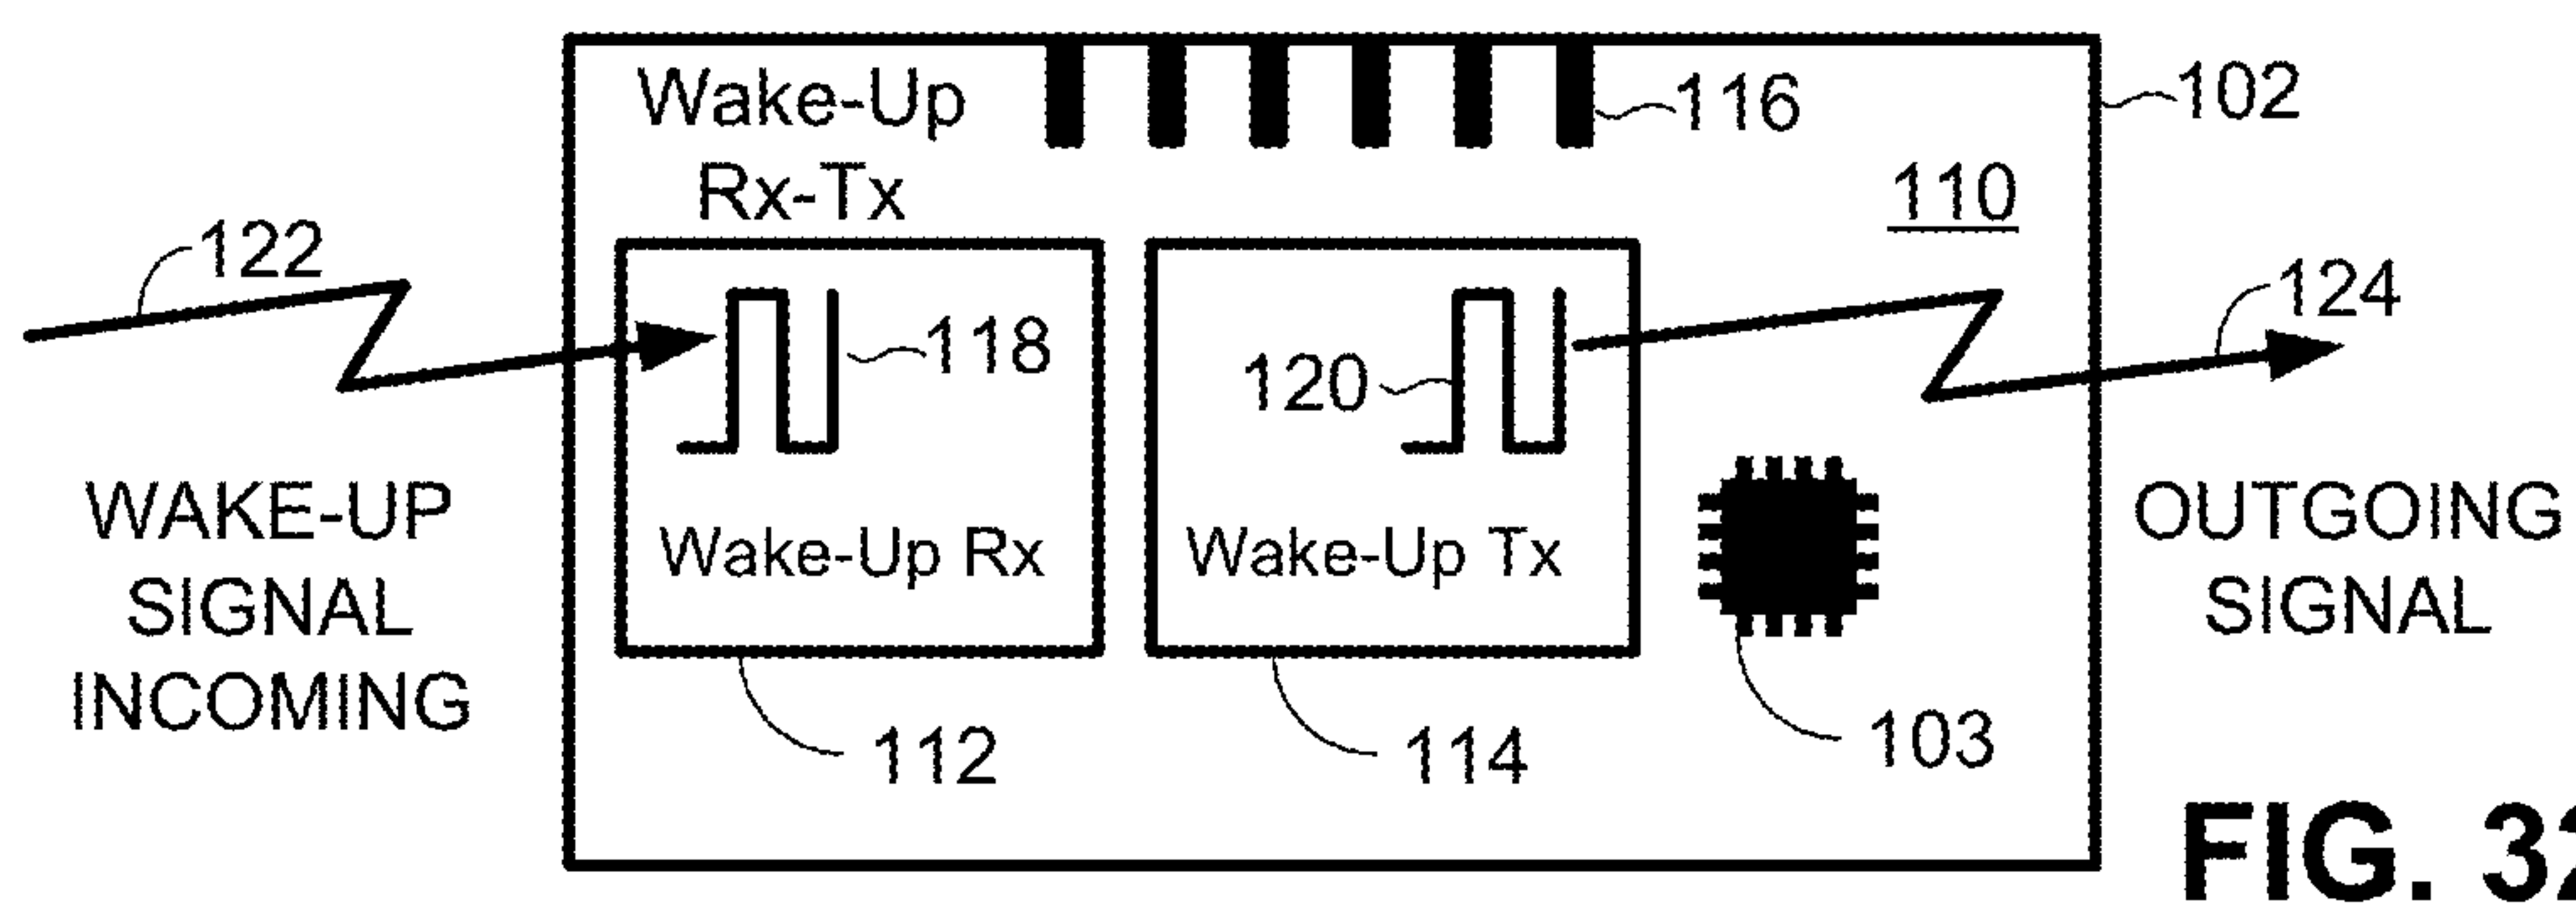 Wake-Up
Rx-Tx
116
102
110
122
118
120
124
WAKE-UP
SIGNAL
INCOMING
Wake-Up Rx
Wake-Up Tx
OUTGOING
SIGNAL
112
114
103
FIG. 32